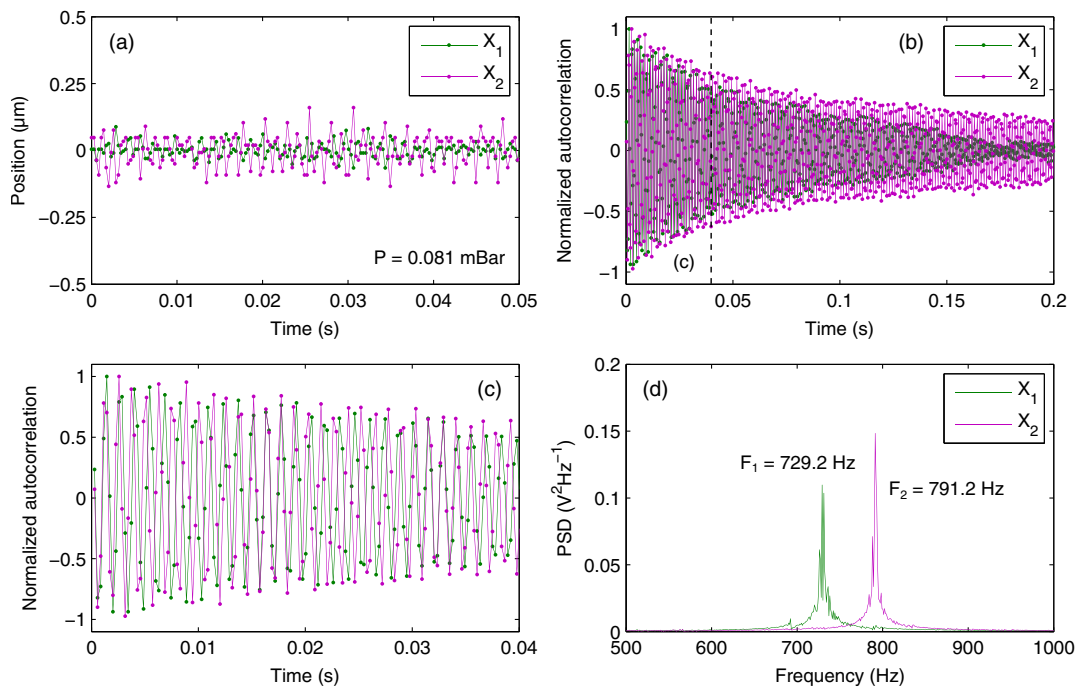 (a)
X1
X2
P = 0.081 mBar
Position (µm)
0.5
0.25
0
−0.25
−0.5
0 0.01 0.02 0.03 0.04 0.05
Time (s)
(b)
X1
X2
(c)
Normalized autocorrelation
1
0.5
0
−0.5
−1
0 0.05 0.1 0.15 0.2
Time (s)
(c)
Normalized autocorrelation
1
0.5
0
−0.5
−1
0 0.01 0.02 0.03 0.04
Time (s)
(d)
X1
X2
F1 = 729.2 Hz
F2 = 791.2 Hz
PSD (V²Hz⁻¹)
0.2
0.15
0.1
0.05
0
500 600 700 800 900 1000
Frequency (Hz)